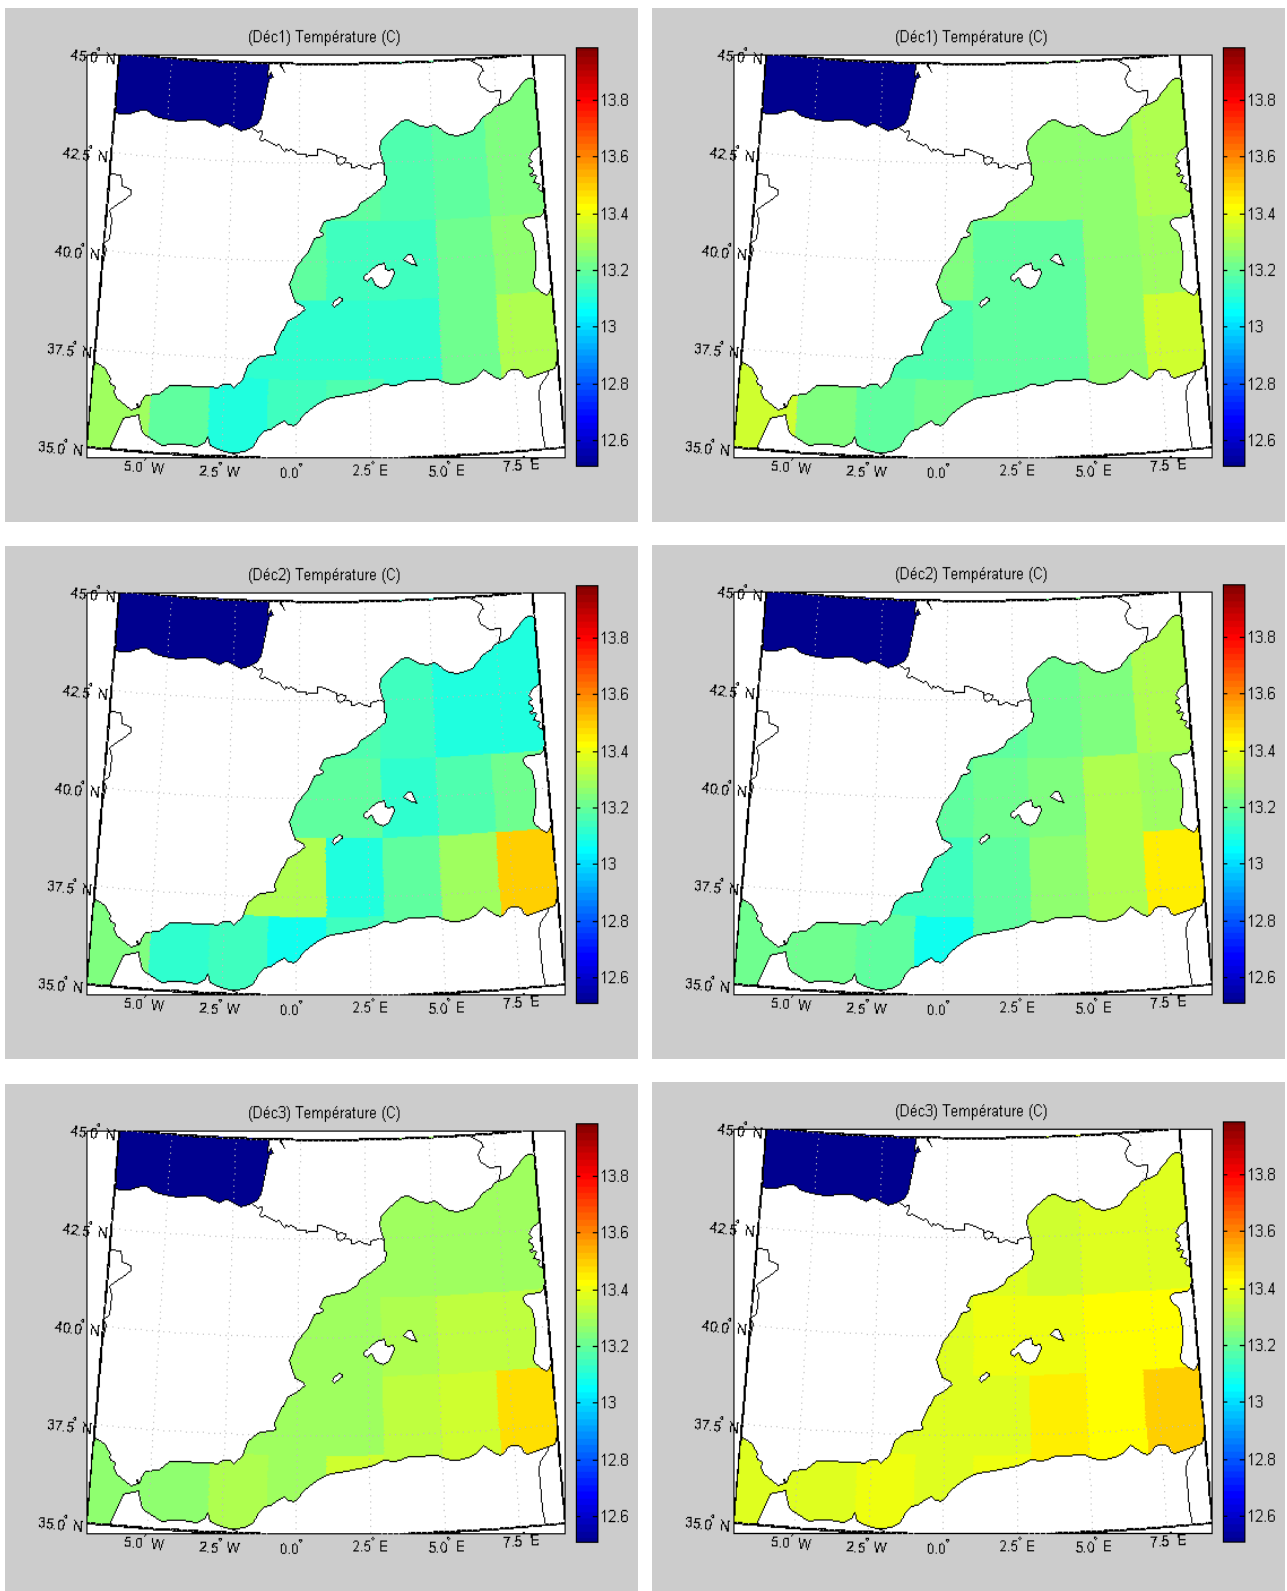 (Déc1) Température (C)
45.0° N
42.5° N
40.0° N
37.5° N
35.0° N
5.0° W
2.5° W
0.0°
2.5° E
5.0° E
7.5° E
13.8
13.6
13.4
13.2
13
12.8
12.6
(Déc1) Température (C)
45.0° N
42.5° N
40.0° N
37.5° N
35.0° N
5.0° W
2.5° W
0.0°
2.5° E
5.0° E
7.5° E
13.8
13.6
13.4
13.2
13
12.8
12.6
(Déc2) Température (C)
45.0° N
42.5° N
40.0° N
37.5° N
35.0° N
5.0° W
2.5° W
0.0°
2.5° E
5.0° E
7.5° E
13.8
13.6
13.4
13.2
13
12.8
12.6
(Déc2) Température (C)
45.0° N
42.5° N
40.0° N
37.5° N
35.0° N
5.0° W
2.5° W
0.0°
2.5° E
5.0° E
7.5° E
13.8
13.6
13.4
13.2
13
12.8
12.6
(Déc3) Température (C)
45.0° N
42.5° N
40.0° N
37.5° N
35.0° N
5.0° W
2.5° W
0.0°
2.5° E
5.0° E
7.5° E
13.8
13.6
13.4
13.2
13
12.8
12.6
(Déc3) Température (C)
45.0° N
42.5° N
40.0° N
37.5° N
35.0° N
5.0° W
2.5° W
0.0°
2.5° E
5.0° E
7.5° E
13.8
13.6
13.4
13.2
13
12.8
12.6